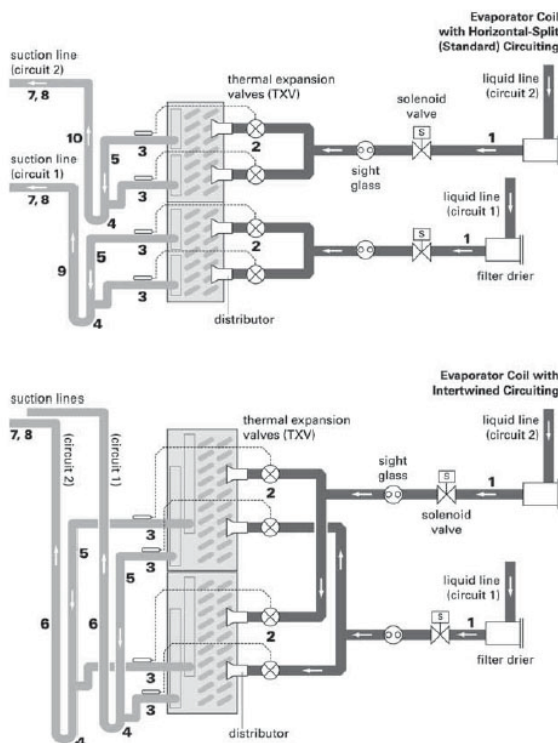 Evaporator Coil
with Horizontal-Split
(Standard) Circuiting
suction line
(circuit 2)
7, 8
thermal expansion
valves (TXV)
solenoid
valve
liquid line
(circuit 2)
S
1
10
5
3
2
sight
glass
suction line
(circuit 1)
7, 8
3
4
liquid line
(circuit 1)
S
1
9
5
3
2
3
4
filter drier
distributor
Evaporator Coil with
Intertwined Circuiting
suction lines
7, 8
(circuit 2)
(circuit 1)
thermal expansion
valves (TXV)
sight
glass
liquid line
(circuit 2)
S
1
solenoid
valve
2
3
5
3
5
6
6
2
liquid line
(circuit 1)
S
1
3
3
4
4
filter drier
distributor